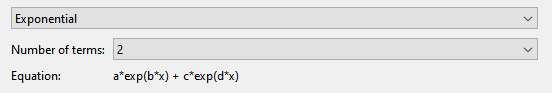 Exponential
Number of terms: 2
Equation: a*exp(b*x) + c*exp(d*x)